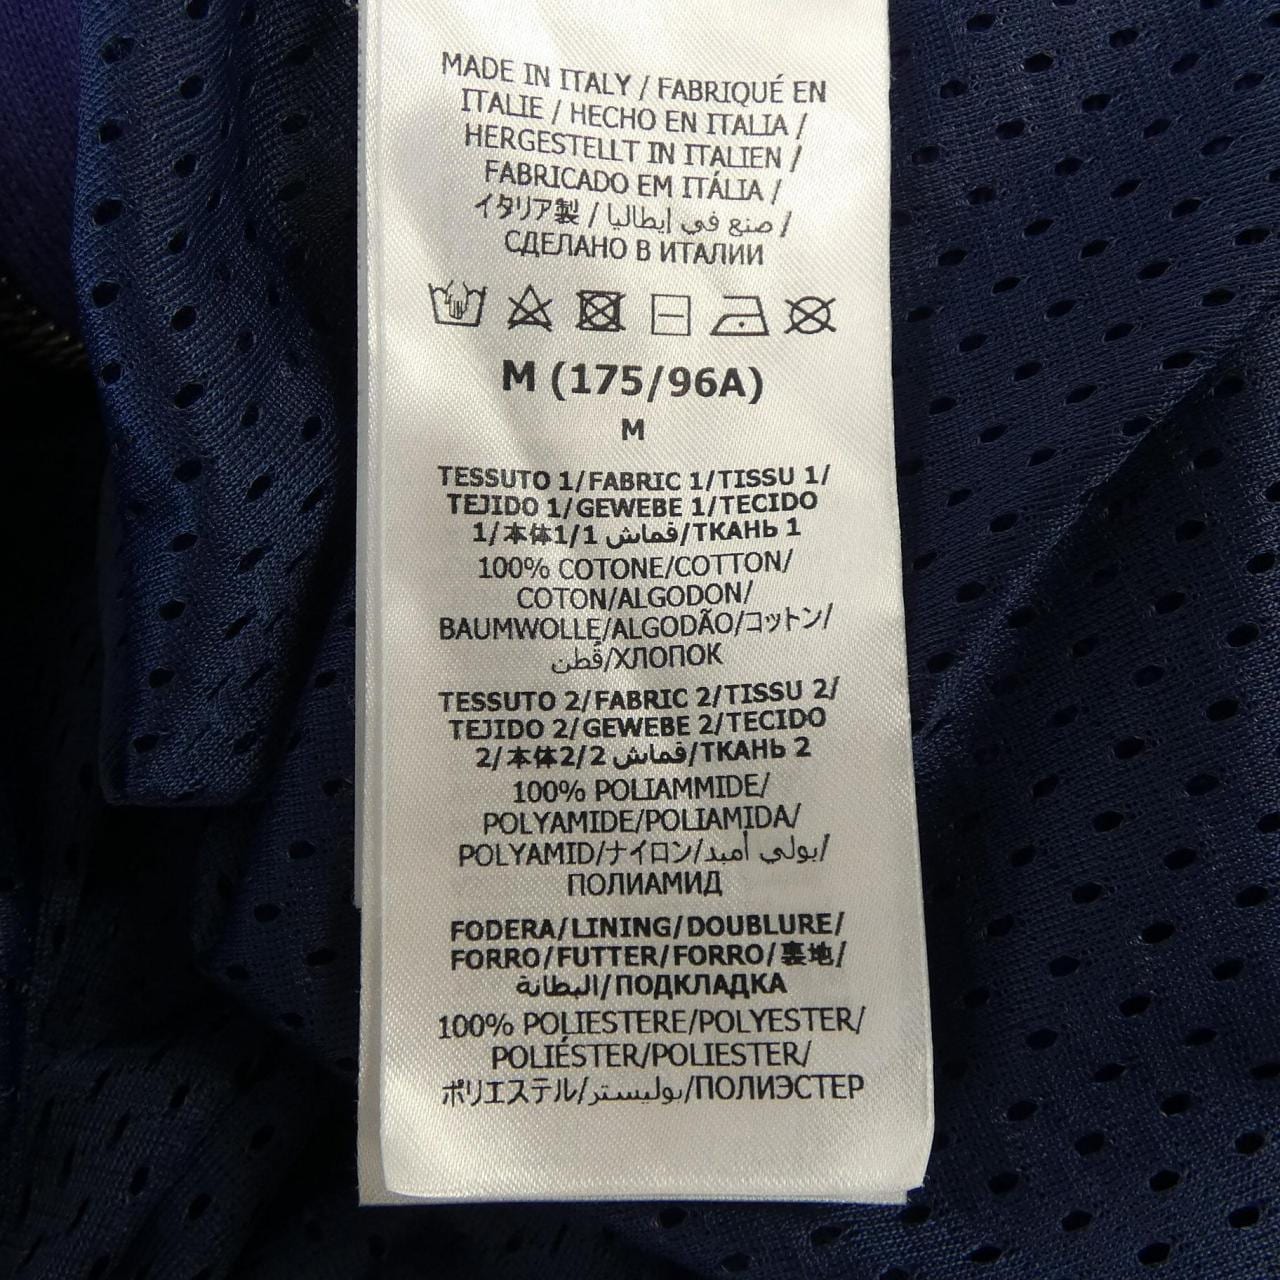 MADE IN ITALY / FABRIQUÉ EN
ITALIE / HECHO EN ITALIA /
HERGESTELLT IN ITALIEN /
FABRICADO EM ITÁLIA /
イタリア製 / صنع في إيطاليا /
СДЕЛАНО В ИТАЛИИ
M (175/96A)
M
TESSUTO 1/FABRIC 1/TISSU 1/
TEJIDO 1/GEWEBE 1/TECIDO
1/本体1/1 قماش/ТКАНЬ 1
100% COTONE/COTTON/
COTON/ALGODON/
BAUMWOLLE/ALGODÃO/コットン/
قُطن/ХЛОПОК
TESSUTO 2/FABRIC 2/TISSU 2/
TEJIDO 2/GEWEBE 2/TECIDO
2/本体2/2 قماش/ТКАНЬ 2
100% POLIAMMIDE/
POLYAMIDE/POLIAMIDA/
POLYAMID/ナイロン/بولي أميد/
ПОЛИАМИД
FODERA/LINING/DOUBLURE/
FORRO/FUTTER/FORRO/裏地/
البطانة/ПОДКЛАДКА
100% POLIESTERE/POLYESTER/
POLIÉSTER/POLIESTER/
ポリエステル/بوليستر/ПОЛИЭСТЕР